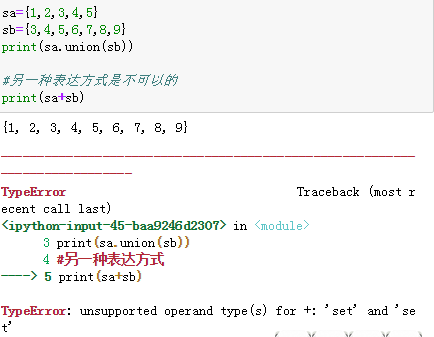 sa={1,2,3,4,5}
sb={3,4,5,6,7,8,9}
print(sa.union(sb))
#另一种表达方式是不可以的
print(sa+sb)
{1, 2, 3, 4, 5, 6, 7, 8, 9}
---------------------------------------------------------
------------------
TypeError Traceback (most r
ecent call last)
<ipython-input-45-baa9246d2307> in <module>
3 print(sa.union(sb))
4 #另一种表达方式
----> 5 print(sa+sb)
TypeError: unsupported operand type(s) for +: 'set' and 'se
t'